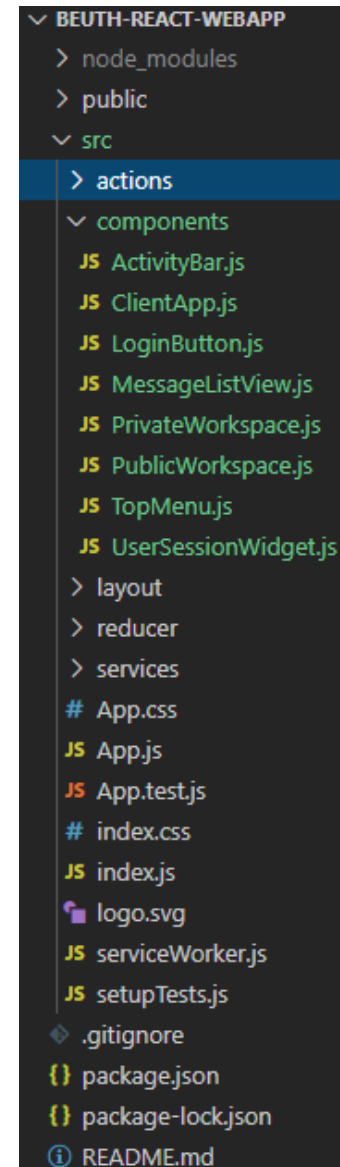 BEUTH-REACT-WEBAPP
node_modules
public
src
actions
components
JS ActivityBar.js
JS ClientApp.js
JS LoginButton.js
JS MessageListView.js
JS PrivateWorkspace.js
JS PublicWorkspace.js
JS TopMenu.js
JS UserSessionWidget.js
layout
reducer
services
# App.css
JS App.js
JS App.test.js
# index.css
JS index.js
logo.svg
JS serviceWorker.js
JS setupTests.js
.gitignore
{} package.json
{} package-lock.json
README.md